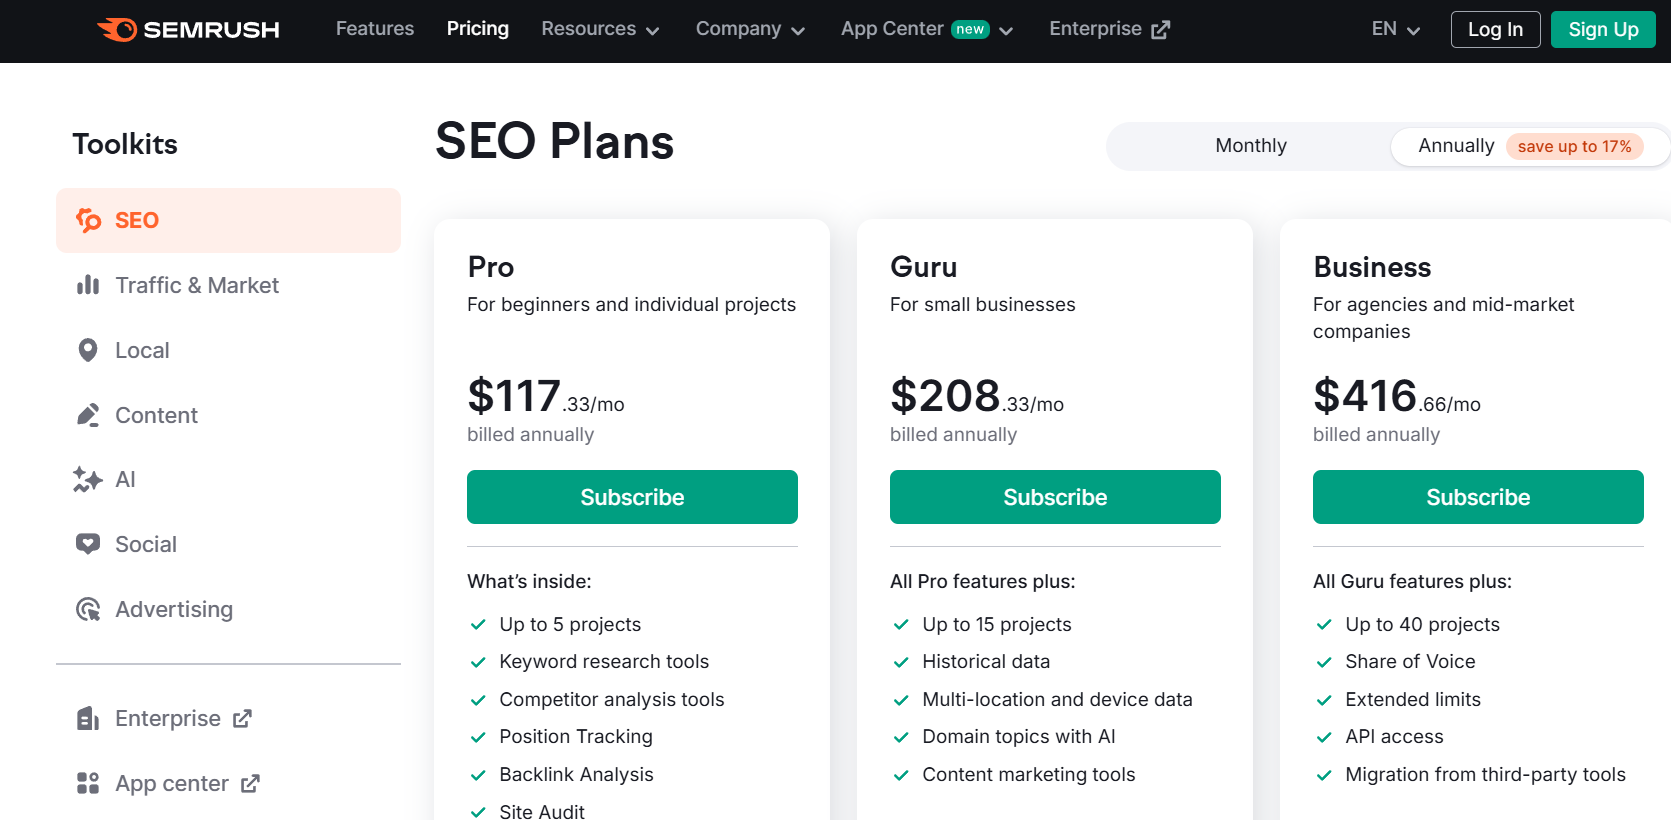 SEMRUSH Features Pricing Resources Company App Center new Enterprise EN Log In Sign Up
Toolkits
SEO
Traffic & Market
Local
Content
AI
Social
Advertising
Enterprise
App center
SEO Plans
Monthly Annually save up to 17%
Pro
For beginners and individual projects
$117.33/mo
billed annually
Subscribe
What's inside:
Up to 5 projects
Keyword research tools
Competitor analysis tools
Position Tracking
Backlink Analysis
Site Audit
Guru
For small businesses
$208.33/mo
billed annually
Subscribe
All Pro features plus:
Up to 15 projects
Historical data
Multi-location and device data
Domain topics with AI
Content marketing tools
Business
For agencies and mid-market
companies
$416.66/mo
billed annually
Subscribe
All Guru features plus:
Up to 40 projects
Share of Voice
Extended limits
API access
Migration from third-party tools